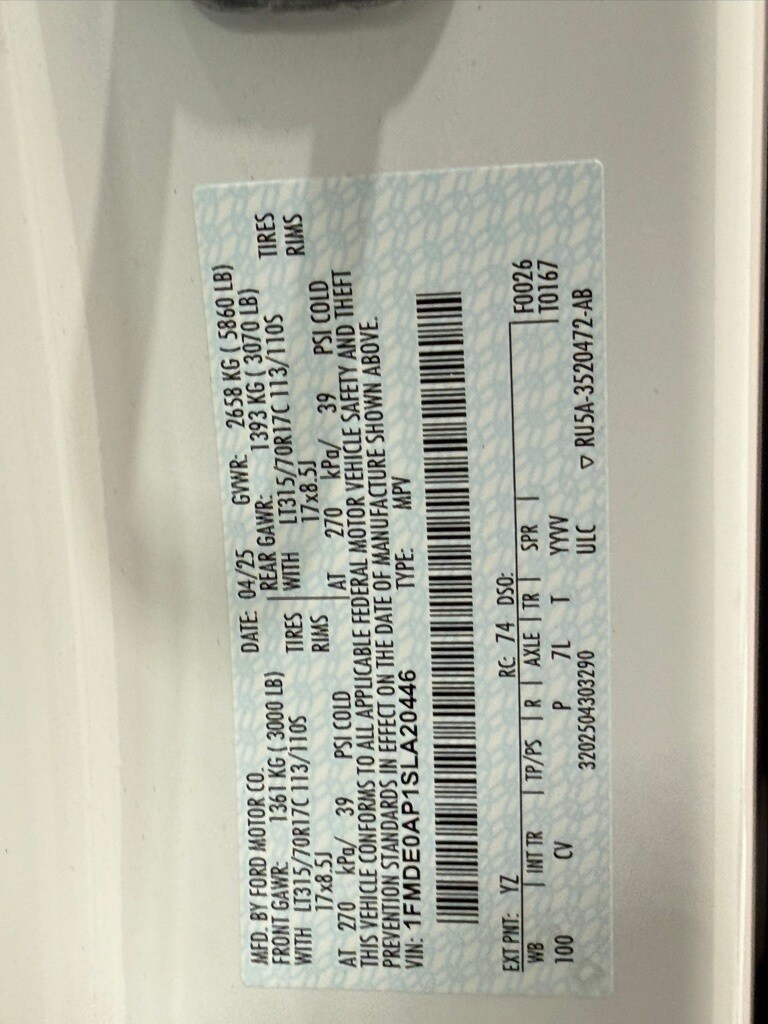 MFD. BY FORD MOTOR CO.
DATE: 04/25 GVWR: 2658 KG ( 5860 LB)
FRONT GAWR: 1361 KG ( 3000 LB)
REAR GAWR: 1393 KG ( 3070 LB)
WITH LT315/70R17C 113/110S TIRES
WITH LT315/70R17C 113/110S TIRES
17x8.5J RIMS
17x8.5J RIMS
AT 270 kPa/ 39 PSI COLD
AT 270 kPa/ 39 PSI COLD
THIS VEHICLE CONFORMS TO ALL APPLICABLE FEDERAL MOTOR VEHICLE SAFETY AND THEFT
PREVENTION STANDARDS IN EFFECT ON THE DATE OF MANUFACTURE SHOWN ABOVE.
VIN: 1FMDE0AP1SLA20446 TYPE: MPV
EXT PNT: YZ RC: 74 DSO: F0026
WB INT TR TP/PS R AXLE TR SPR T0167
100 CV P 7L T YYVV
3202504303290 ULC
▽ RU5A-3520472-AB